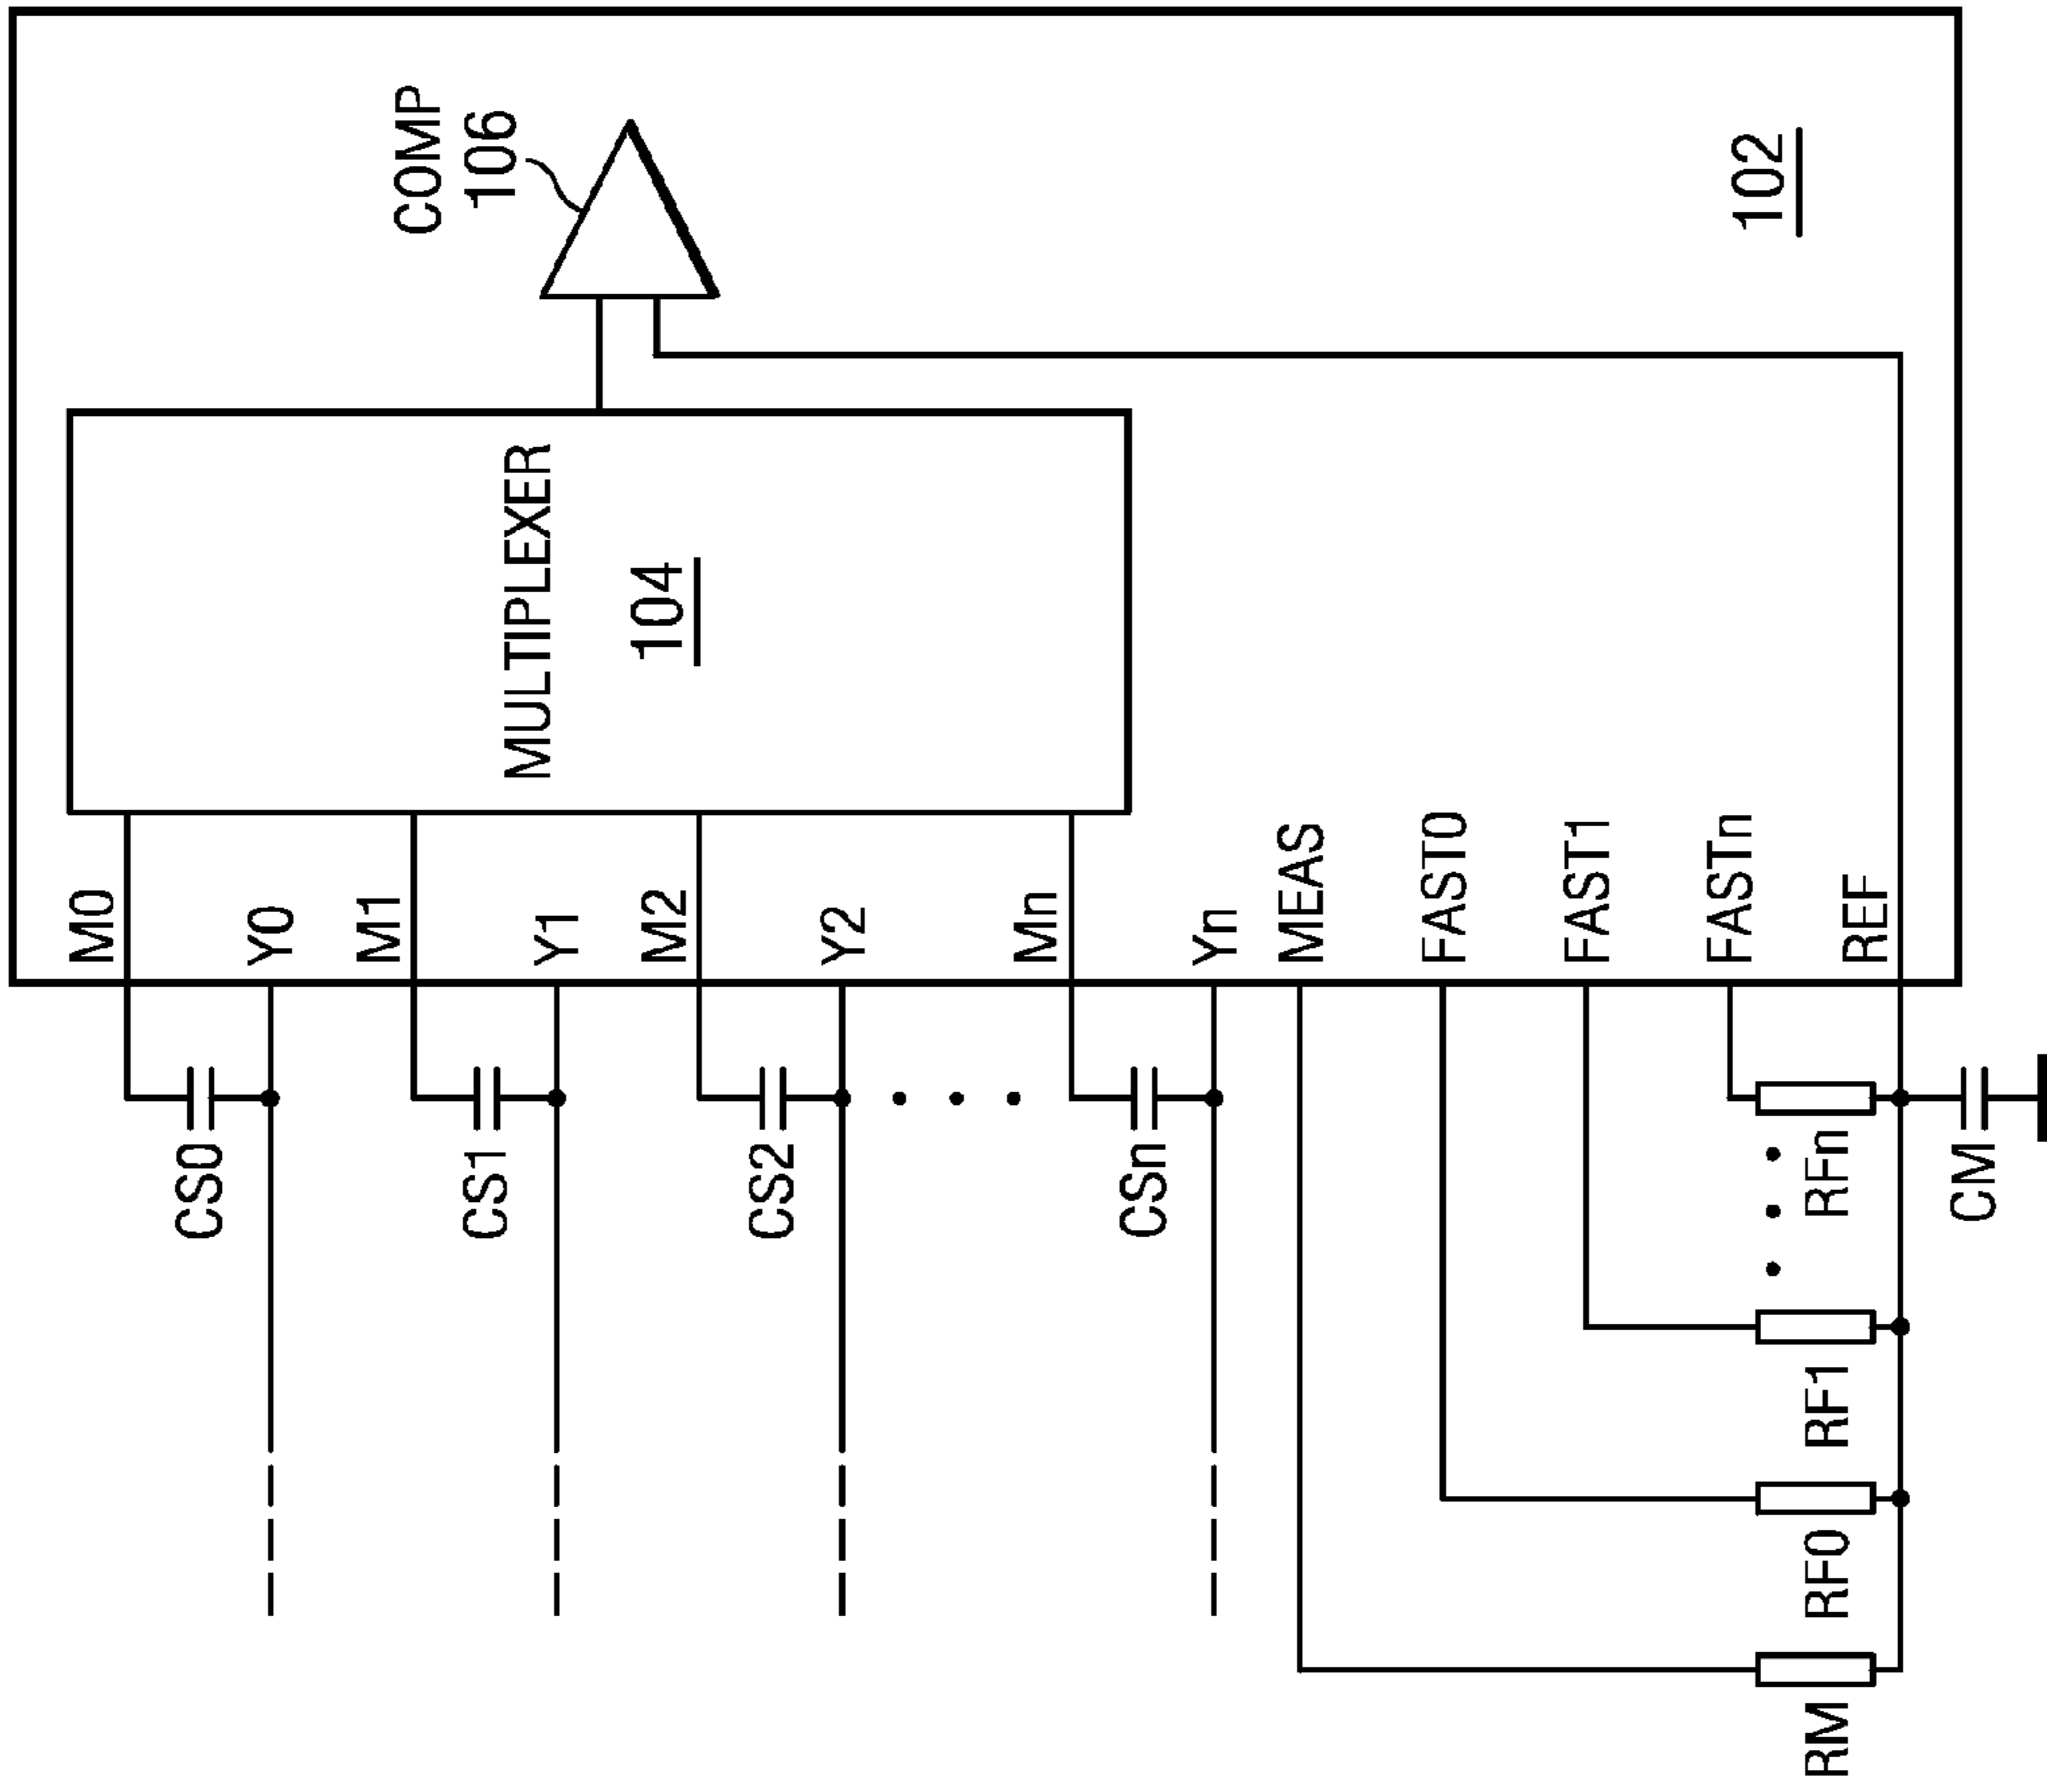 COMP
106
102
MULTIPLEXER
104
M0
Y0
M1
Y1
M2
Y2
Mn
Yn
MEAS
FAST0
FAST1
FASTn
REF
CS0
CS1
CS2
CSn
RFn
CM
RF1
RF0
RM